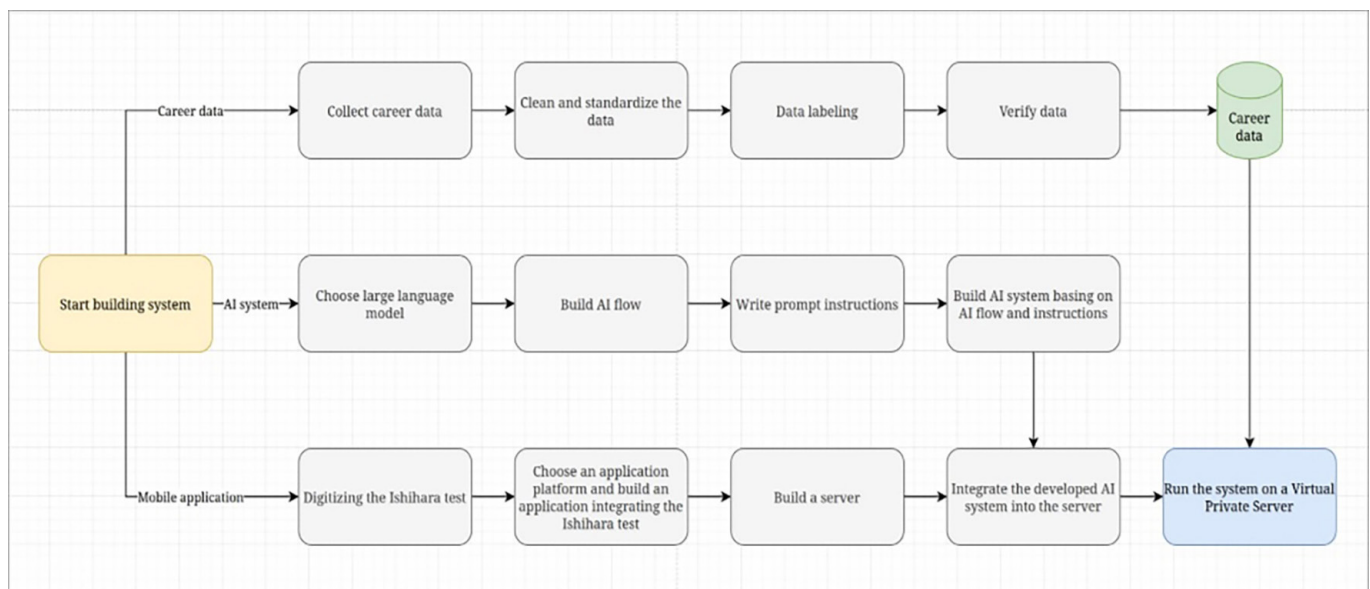 Career data
Collect career data
Clean and standardize the
data
Data labeling
Verify data
Career
data
Start building system
AI system
Choose large language
model
Build AI flow
Write prompt instructions
Build AI system basing on
AI flow and instructions
Mobile application
Digitizing the Ishihara test
Choose an application
platform and build an
application integrating the
Ishihara test
Build a server
Integrate the developed AI
system into the server
Run the system on a Virtual
Private Server